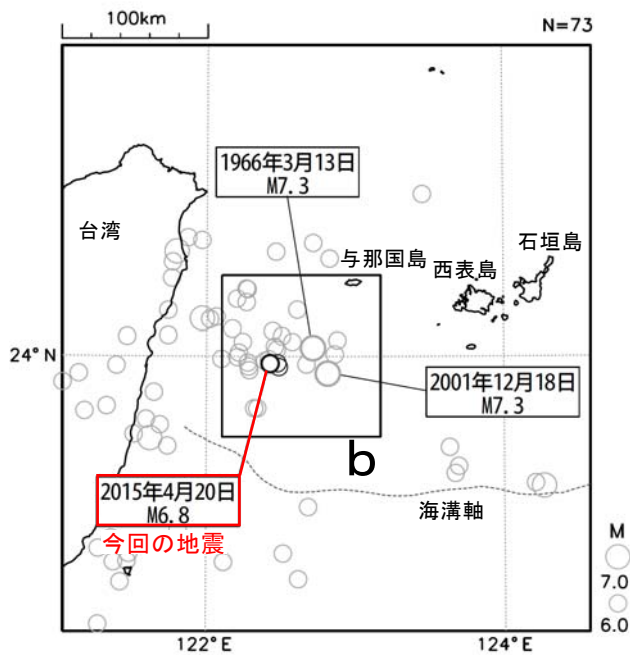 100km
N=73
1966年3月13日
M7.3
台湾
与那国島
石垣島
西表島
24°N
2001年12月18日
M7.3
b
2015年4月20日
M6.8
今回の地震
海溝軸
M
7.0
6.0
122°E
124°E